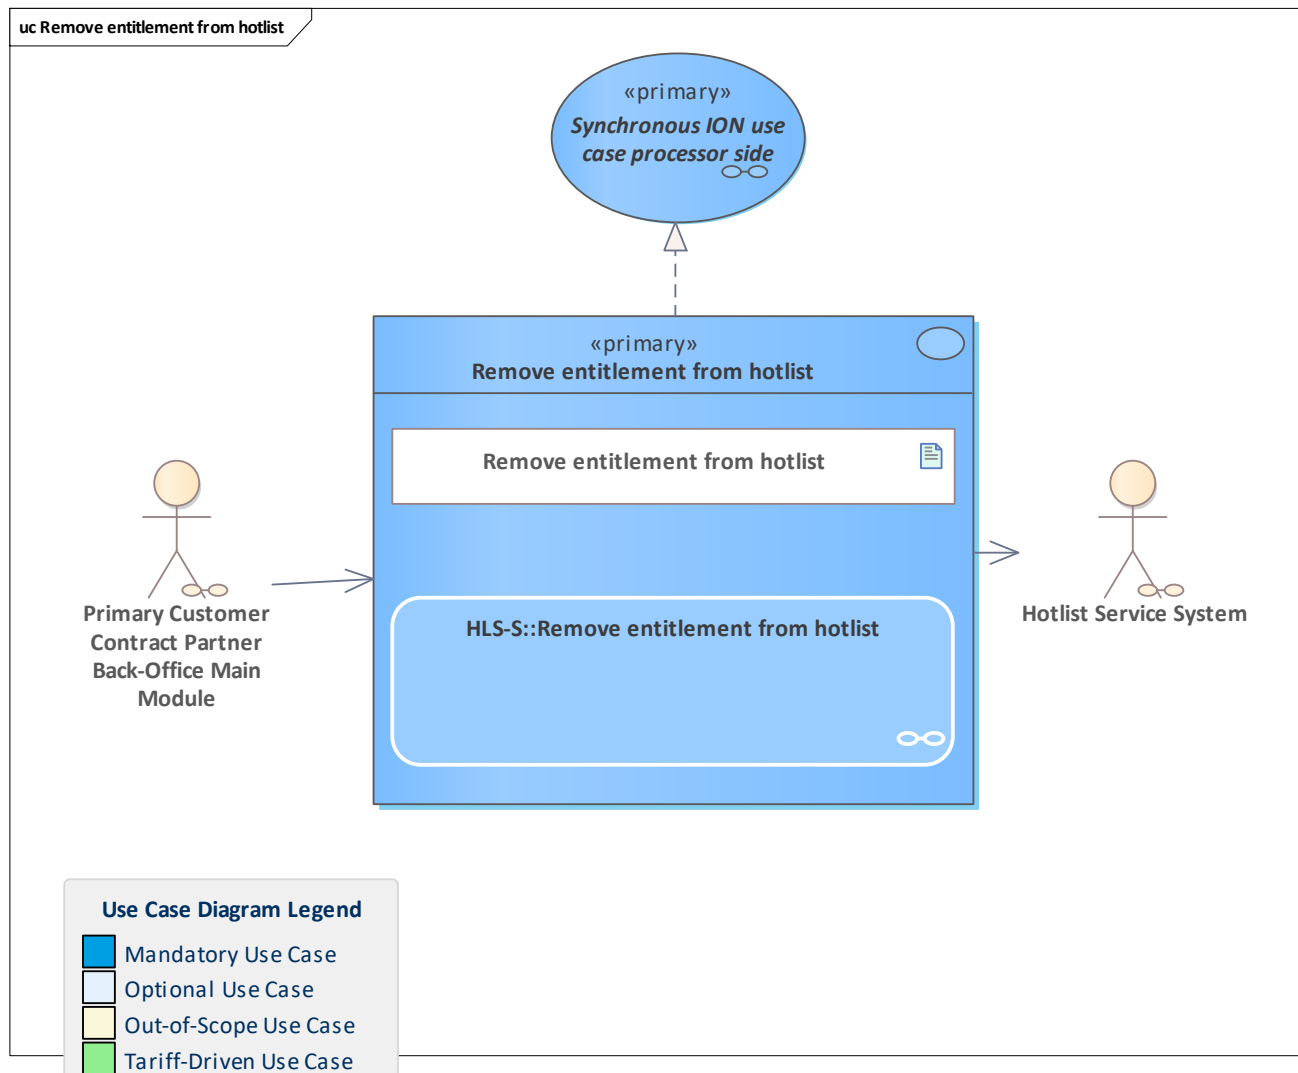 uc Remove entitlement from hotlist
«primary»
Synchronous ION use
case processor side
«primary»
Remove entitlement from hotlist
Remove entitlement from hotlist
HLS-S::Remove entitlement from hotlist
Primary Customer
Contract Partner
Back-Office Main
Module
Hotlist Service System
Use Case Diagram Legend
Mandatory Use Case
Optional Use Case
Out-of-Scope Use Case
Tariff-Driven Use Case